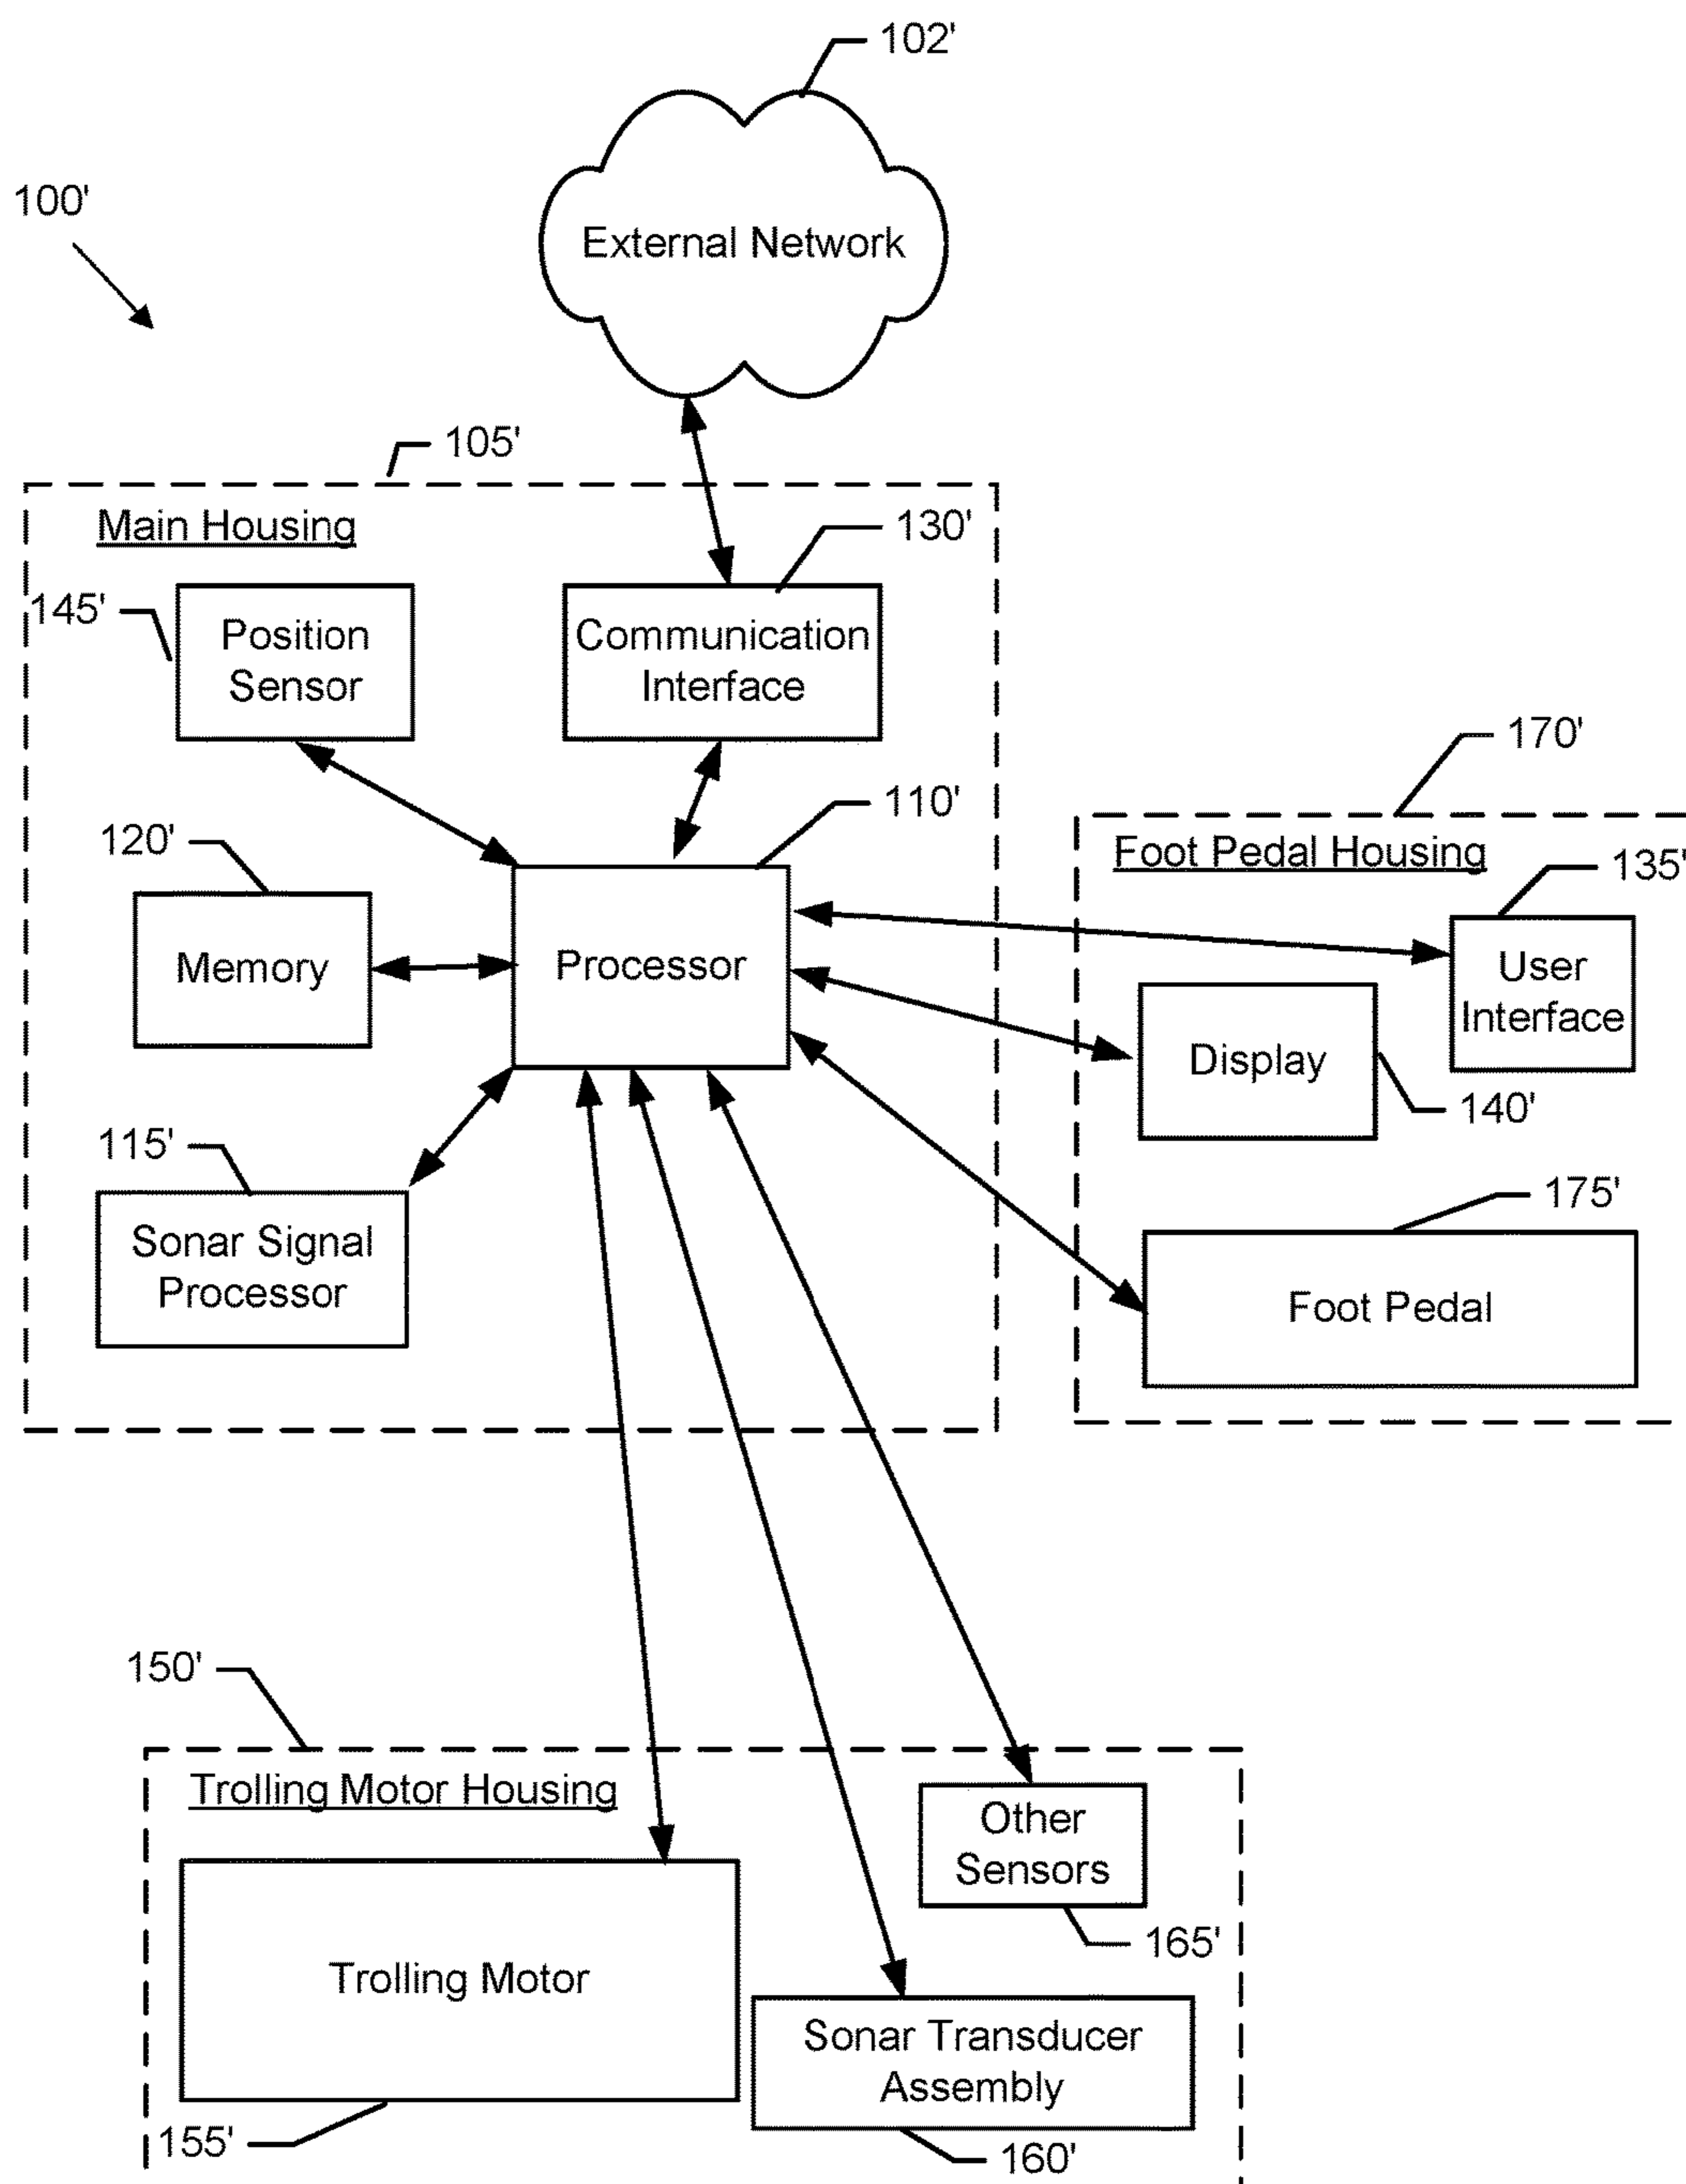 102'
External Network
100'
105'
Main Housing
130'
145'
Position
Sensor
Communication
Interface
170'
110'
120'
Foot Pedal Housing
135'
Memory
Processor
User
Interface
Display
140'
115'
175'
Sonar Signal
Processor
Foot Pedal
150'
Trolling Motor Housing
Other
Sensors
165'
Trolling Motor
Sonar Transducer
Assembly
155'
160'